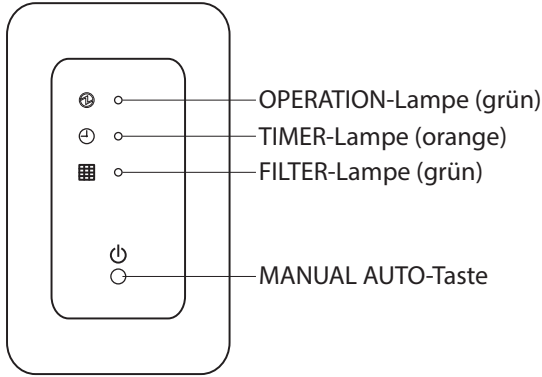 OPERATION-Lampe (grün)
TIMER-Lampe (orange)
FILTER-Lampe (grün)
MANUAL AUTO-Taste